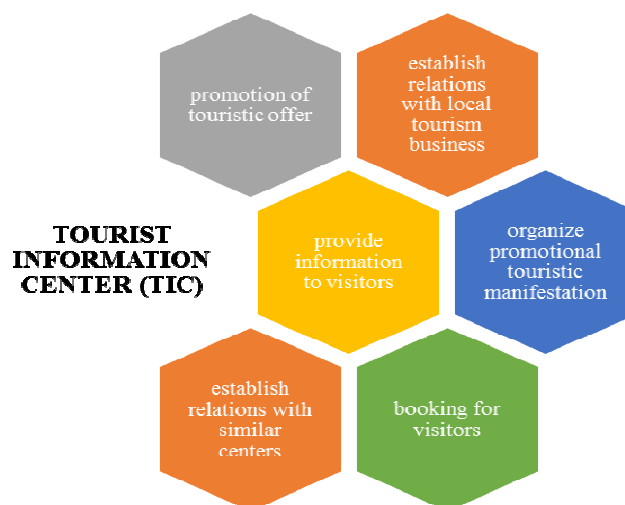 promotion of
touristic offer
establish
relations
with local
tourism
business
TOURIST
INFORMATION
CENTER (TIC)
provide
information
to visitors
organize
promotional
touristic
manifestation
establish
relations with
similar
centers
booking for
visitors